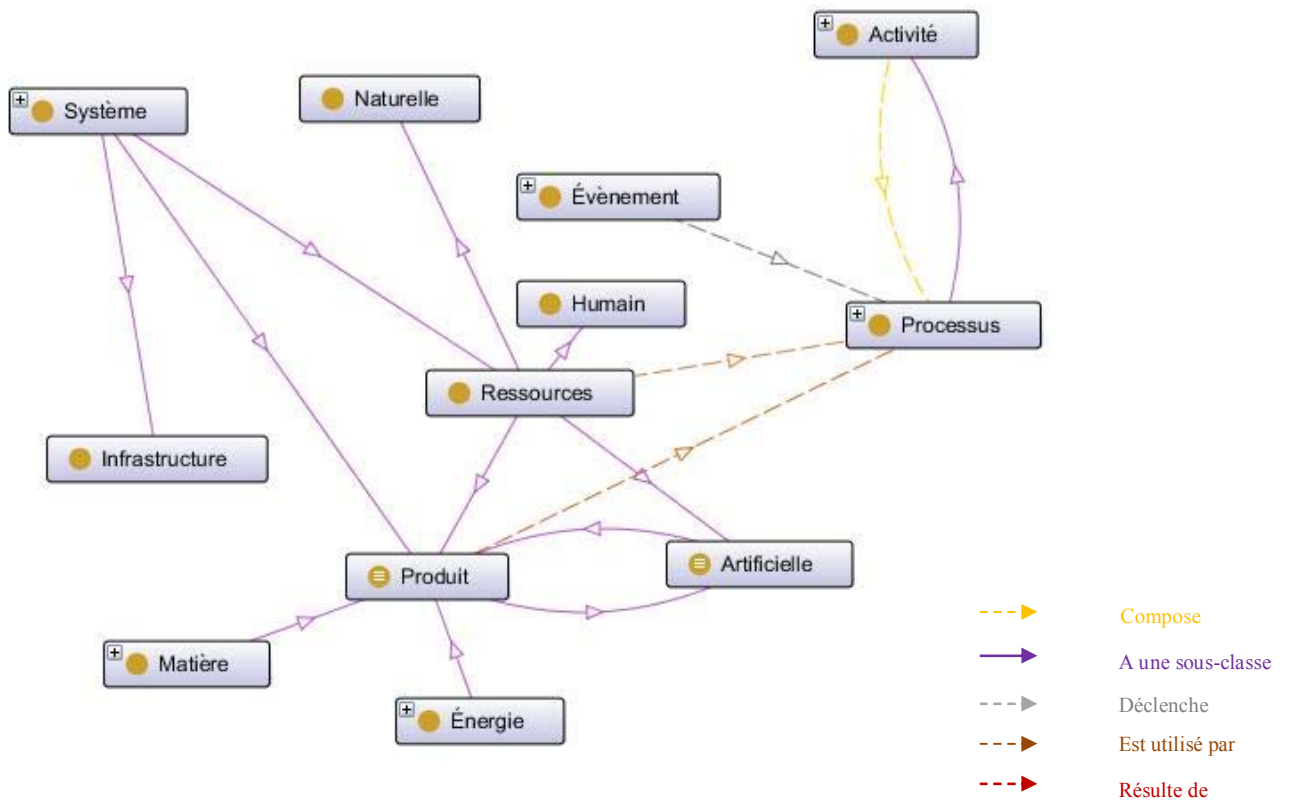 Activité
Système
Naturelle
Évènement
Humain
Processus
Ressources
Infrastructure
Produit
Artificielle
Matière
Énergie
Compose
A une sous-classe
Déclenche
Est utilisé par
Résulte de